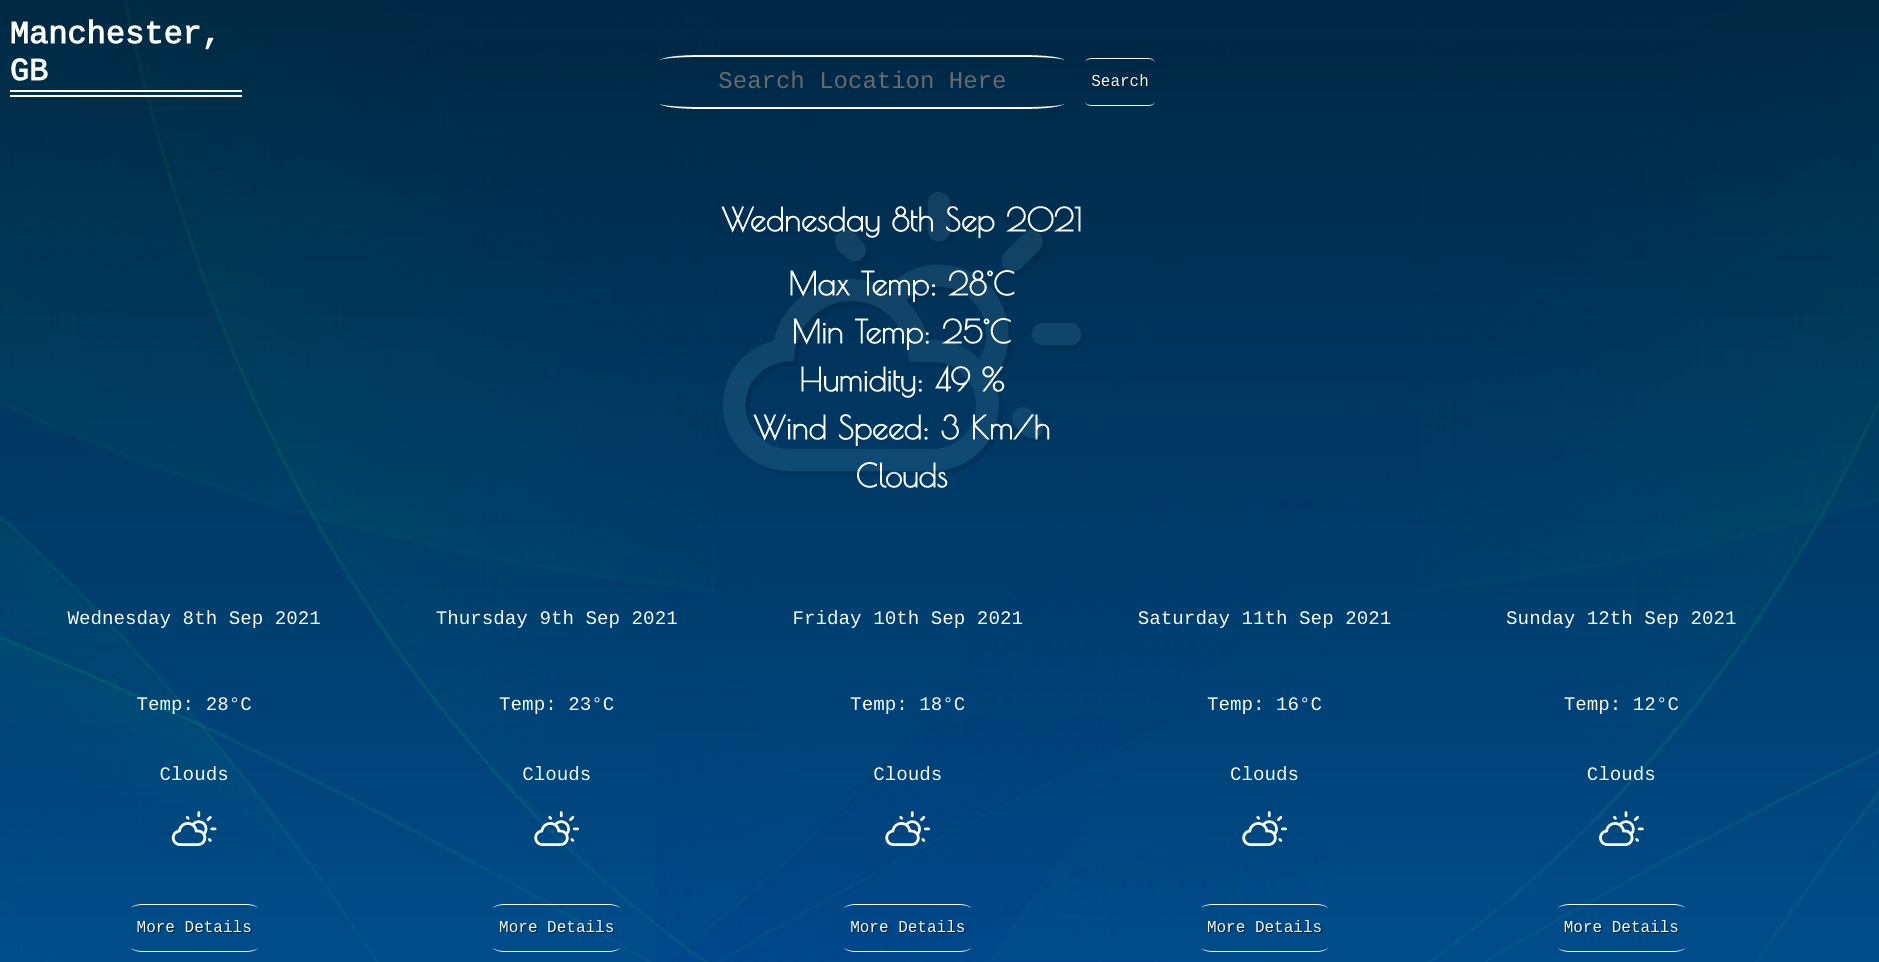 Manchester,
GB
Search Location Here
Search
Wednesday 8th Sep 2021
Max Temp: 28°C
Min Temp: 25°C
Humidity: 49 %
Wind Speed: 3 Km/h
Clouds
Wednesday 8th Sep 2021
Temp: 28°C
Clouds
More Details
Thursday 9th Sep 2021
Temp: 23°C
Clouds
More Details
Friday 10th Sep 2021
Temp: 18°C
Clouds
More Details
Saturday 11th Sep 2021
Temp: 16°C
Clouds
More Details
Sunday 12th Sep 2021
Temp: 12°C
Clouds
More Details